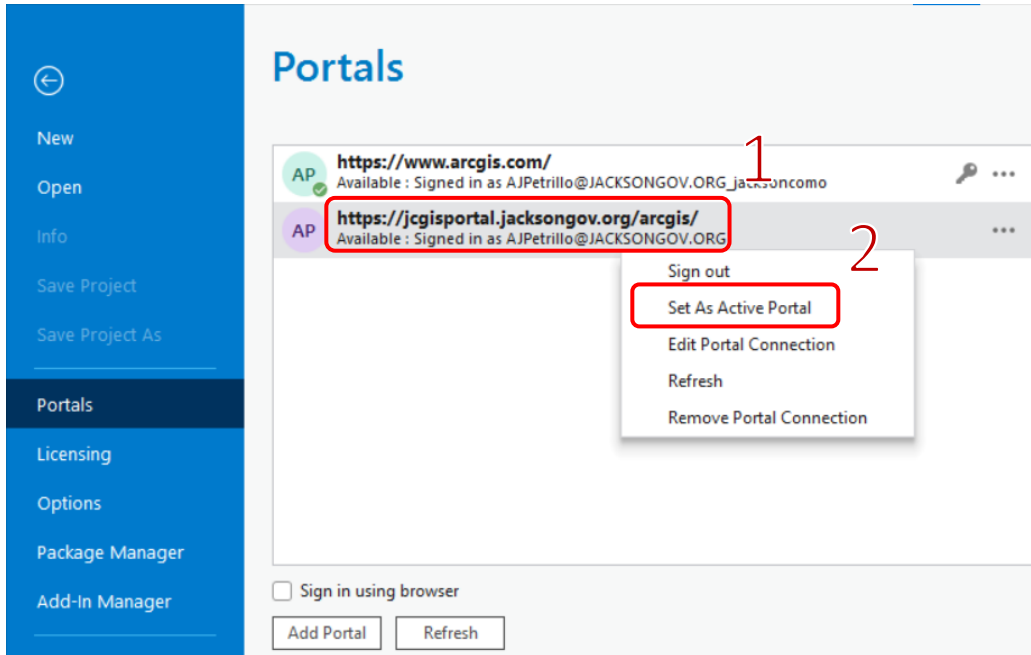 Portals
New
Open
Info
Save Project
Save Project As
Portals
Licensing
Options
Package Manager
Add-In Manager
AP
https://www.arcgis.com/
Available : Signed in as AJPetrillo@JACKSONGOV.ORG_jacksoncomo
1
AP
https://jcgisportal.jacksongov.org/arcgis/
Available : Signed in as AJPetrillo@JACKSONGOV.ORG
2
Sign out
Set As Active Portal
Edit Portal Connection
Refresh
Remove Portal Connection
Sign in using browser
Add Portal
Refresh